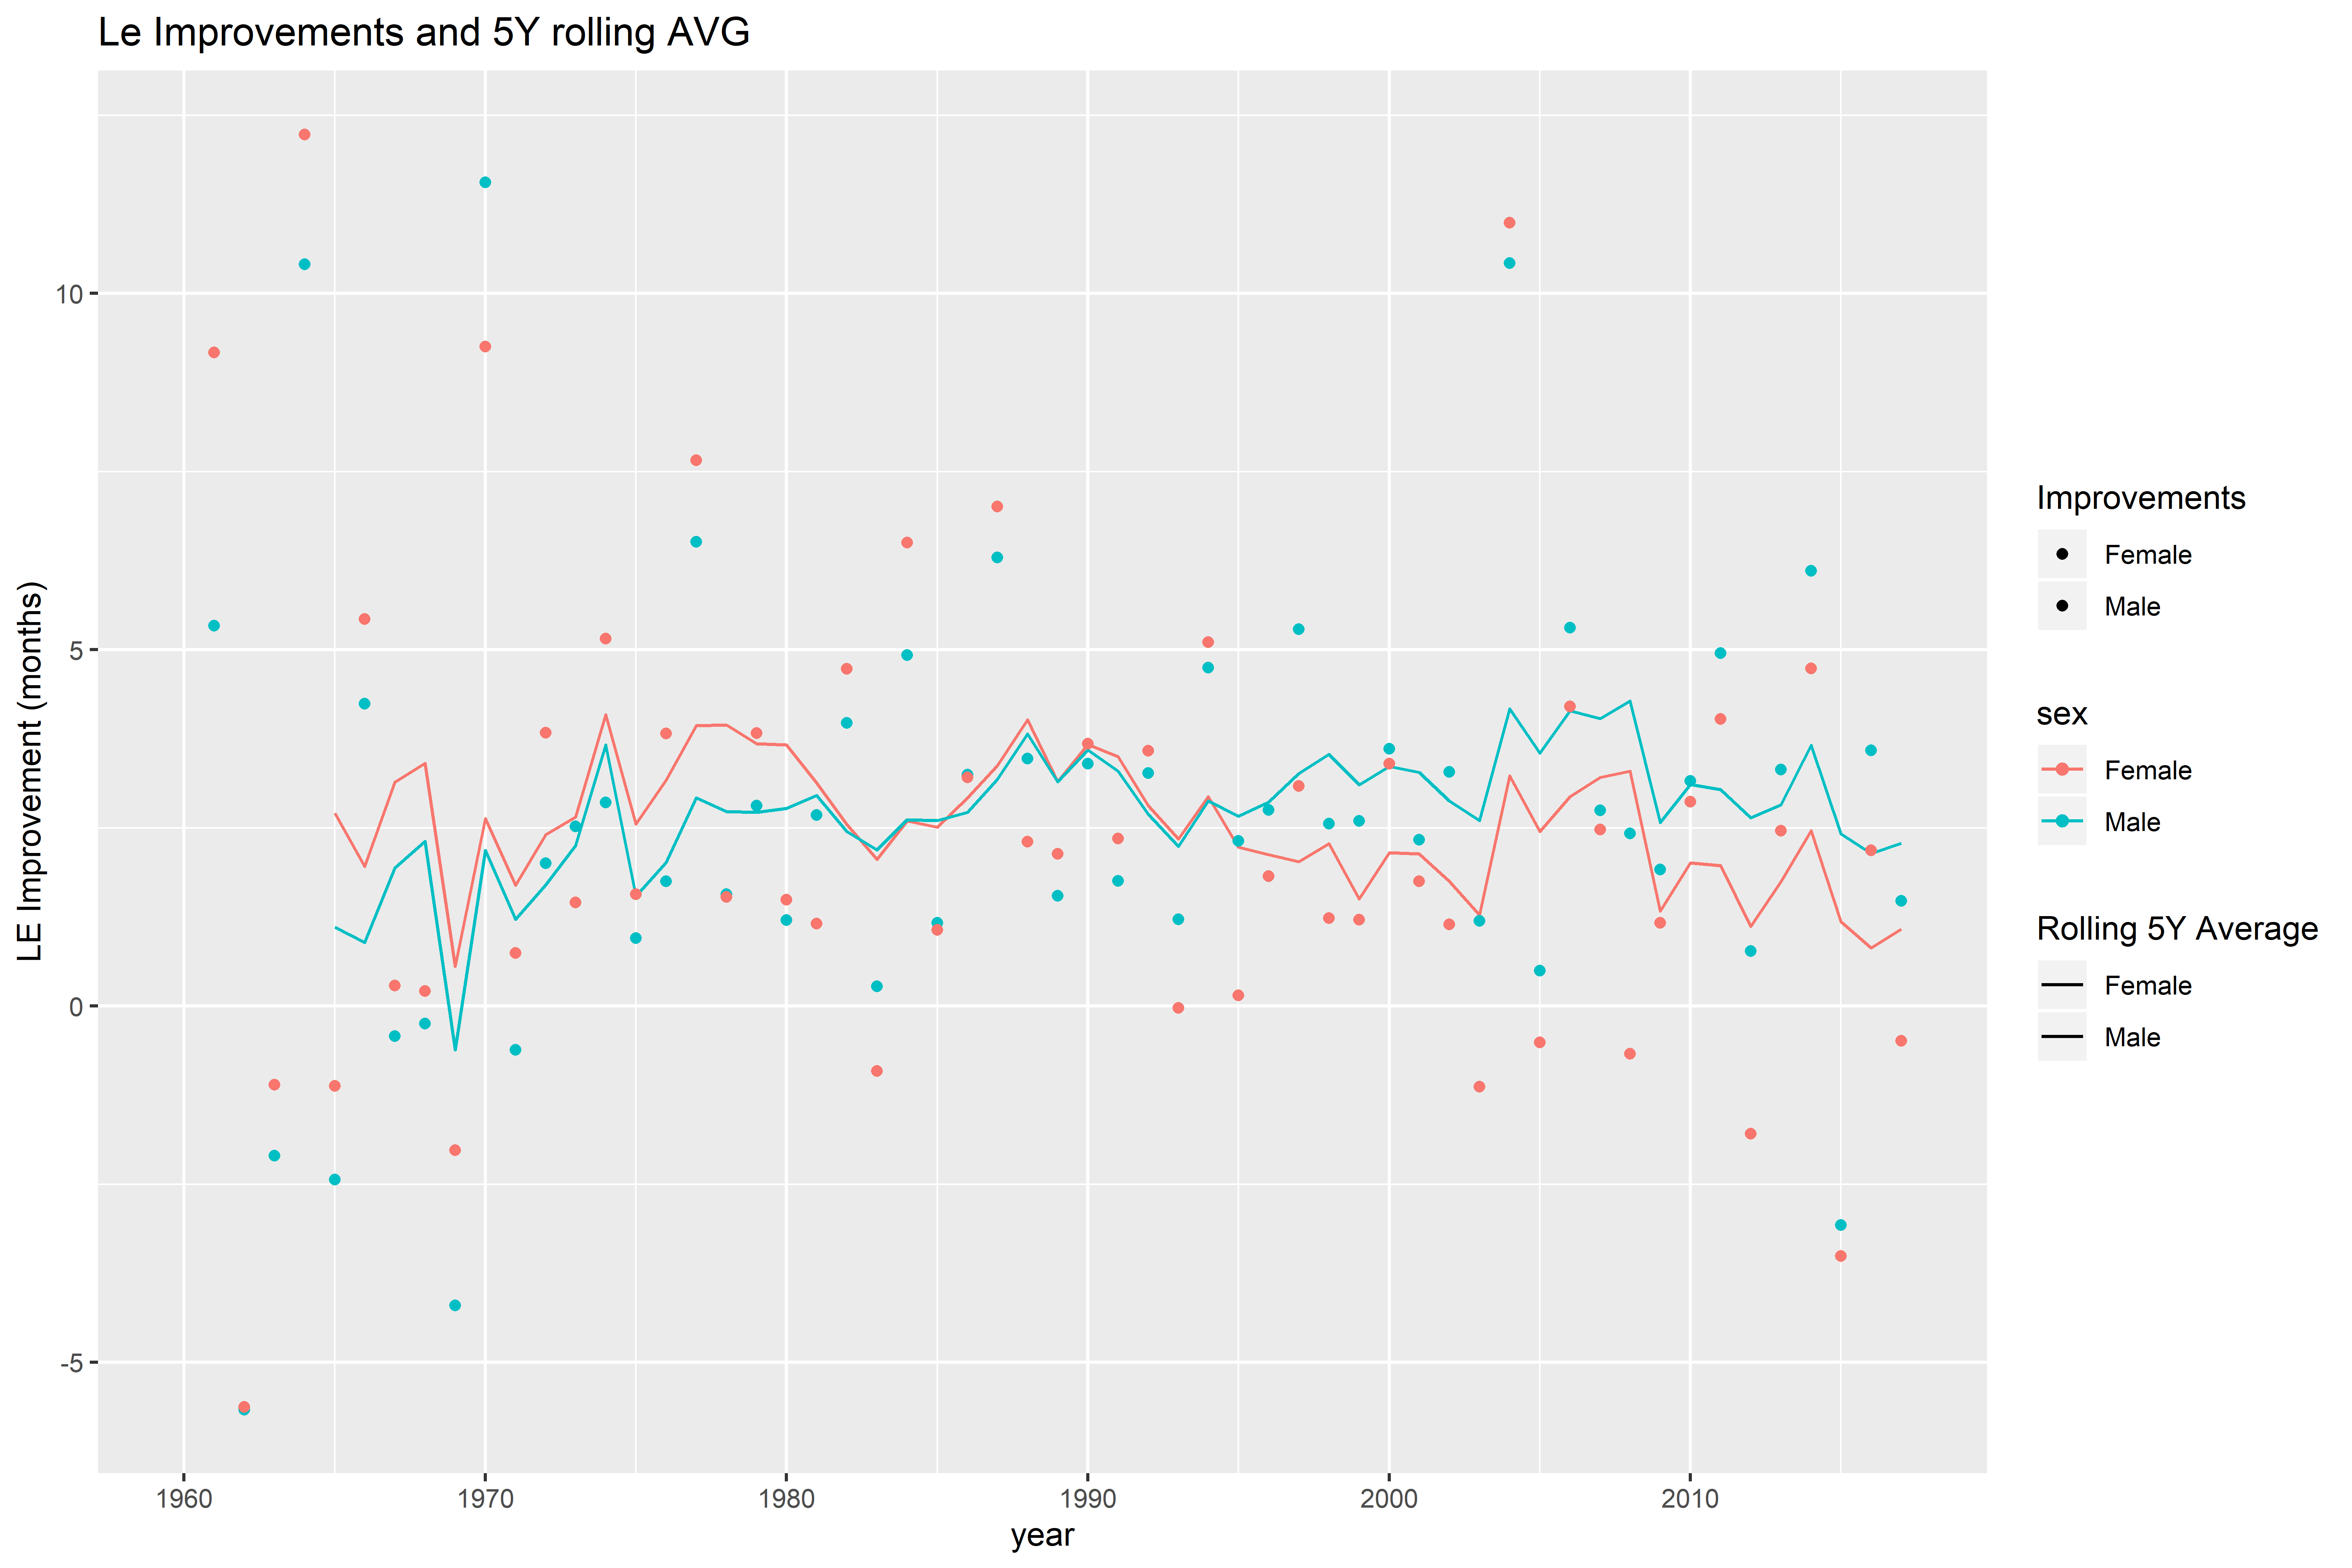 Le Improvements and 5Y rolling AVG
LE Improvement (months)
10
5
0
-5
1960 1970 1980 1990 2000 2010
year
Improvements
Female
Male
sex
Female
Male
Rolling 5Y Average
Female
Male